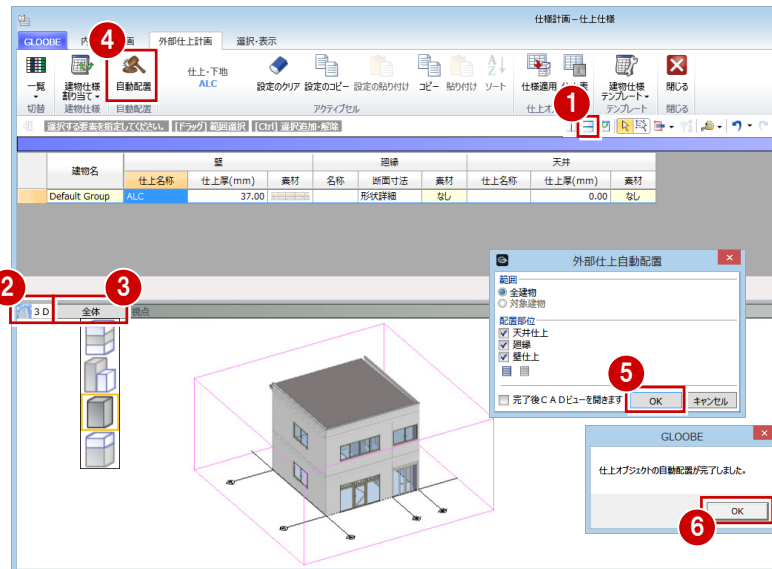 仕様計画－仕上仕様
GLOOBE 内 画 外部仕上計画 選択・表示
4
一覧 建物仕様 割り当て 自動配置 仕上・下地 ALC 設定のクリア 設定のコピー 設定の貼り付け コピー 貼り付け ソート 仕様適用 建物仕様 テンプレート 閉じる
切替 建物仕様 自動配置 アクティブセル 仕上オ テンプレート 閉じる
1
選択する要素を指定してください。 [[ドラッグ] 範囲選択] [[Ctrl] 選択追加・解除]
建物名 壁 廻縁 天井
仕上名称 仕上厚(mm) 素材 名称 断面寸法 素材 仕上名称 仕上厚(mm) 素材
Default Group ALC 37.00 形状詳細 なし 0.00 なし
2 3
3 D 全体 視点
外部仕上自動配置
範囲
全建物
対象建物
配置部位
天井仕上
廻縁
壁仕上
5
完了後ＣＡＤビューを開きます OK キャンセル
GLOOBE
仕上オブジェクトの自動配置が完了しました。
OK
6